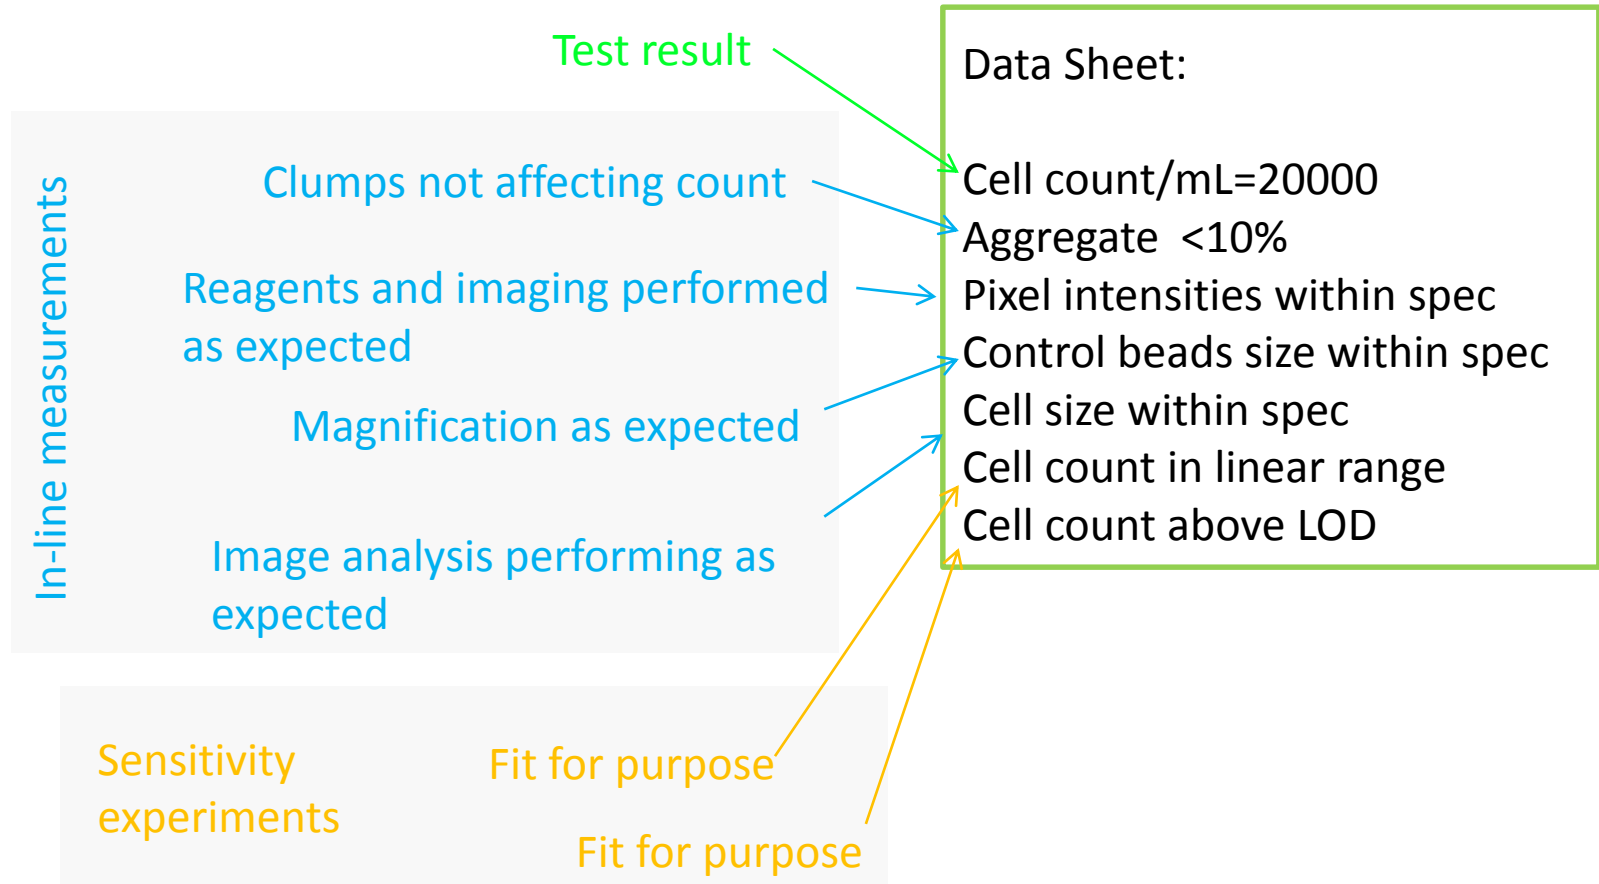 Test result
In-line measurements
Clumps not affecting count
Reagents and imaging performed
as expected
Magnification as expected
Image analysis performing as
expected
Sensitivity
experiments
Fit for purpose
Fit for purpose
Data Sheet:
Cell count/mL=20000
Aggregate <10%
Pixel intensities within spec
Control beads size within spec
Cell size within spec
Cell count in linear range
Cell count above LOD